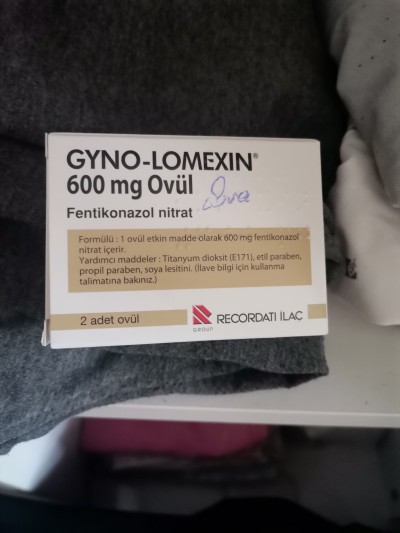 GYNO-LOMEXIN®
600 mg Ovül
Fentikonazol nitrat
Formülü : 1 ovül etkin madde olarak 600 mg fentikonazol
nitrat içerir.
Yardımcı maddeler : Titanyum dioksit (E171), etil paraben,
propil paraben, soya lesitini. (İlave bilgi için kullanma
talimatına bakınız.)
2 adet ovül
GROUP
RECORDATI İLAÇ